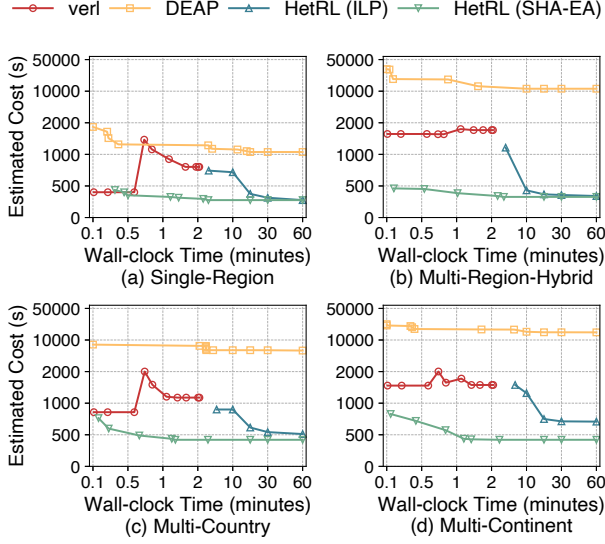 verl DEAP HetRL (ILP) HetRL (SHA-EA)
Estimated Cost (s)
50000
10000
2000
1000
500
0
0.1 0.5 1 2 10 30 60
Wall-clock Time (minutes)
(a) Single-Region
50000
10000
2000
1000
500
0
0.1 0.5 1 2 10 30 60
Wall-clock Time (minutes)
(b) Multi-Region-Hybrid
Estimated Cost (s)
50000
10000
2000
1000
500
0
0.1 0.5 1 2 10 30 60
Wall-clock Time (minutes)
(c) Multi-Country
50000
10000
2000
1000
500
0
0.1 0.5 1 2 10 30 60
Wall-clock Time (minutes)
(d) Multi-Continent